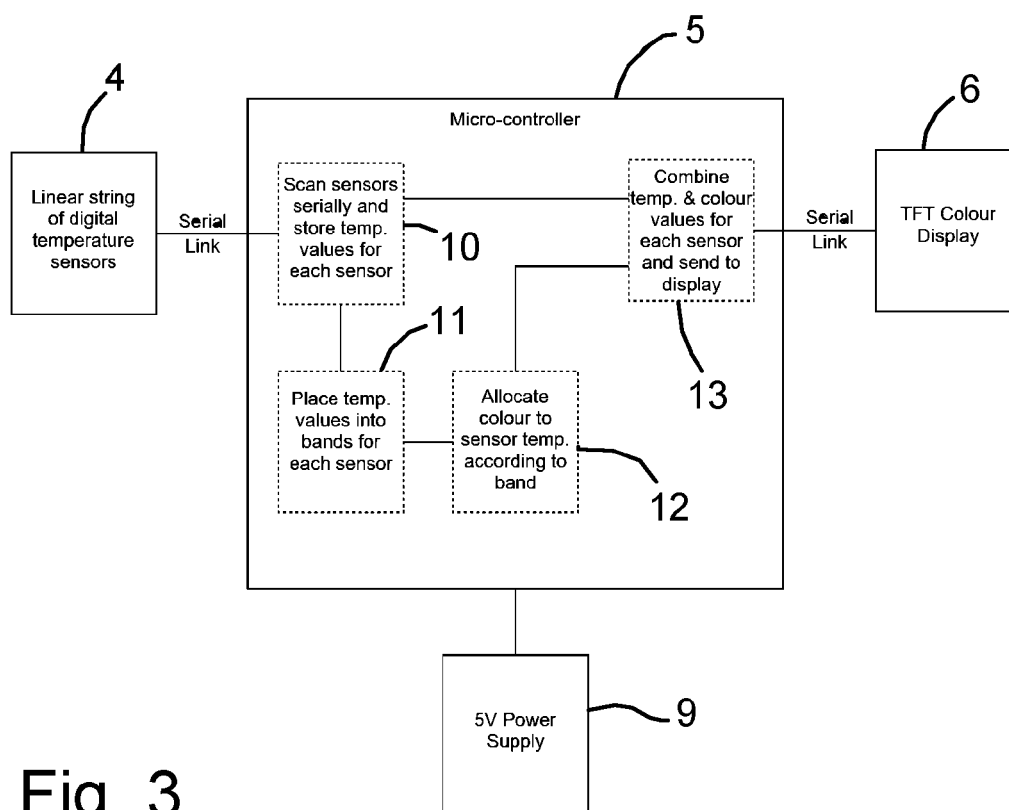 5
4
6
Micro-controller
Linear string
of digital
temperature
sensors
Serial
Link
Scan sensors
serially and
store temp.
values for
each sensor
10
Combine
temp. & colour
values for
each sensor
and send to
display
Serial
Link
TFT Colour
Display
11
13
Place temp.
values into
bands for
each sensor
Allocate
colour to
sensor temp.
according to
band
12
5V Power
Supply
9
Fig. 3